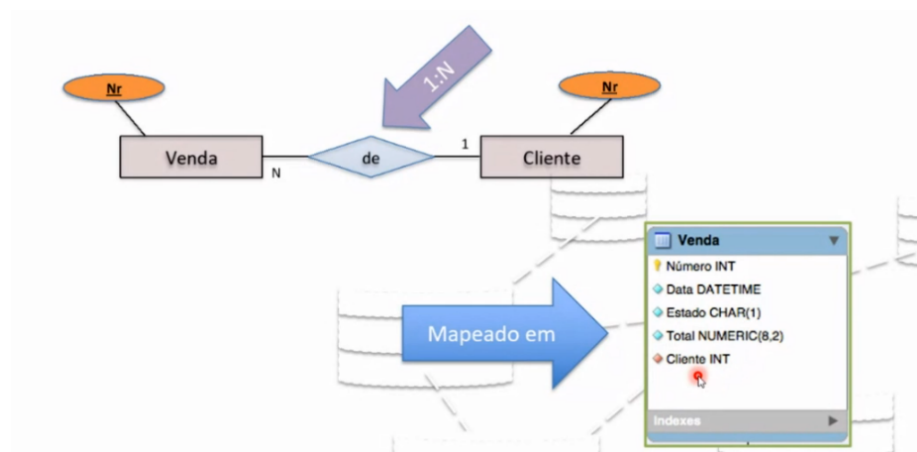 1:N
Nr
Nr
Venda
N
de
1
Cliente
Venda
Número INT
Data DATETIME
Estado CHAR(1)
Total NUMERIC(8,2)
Cliente INT
Indexes
Mapeado em